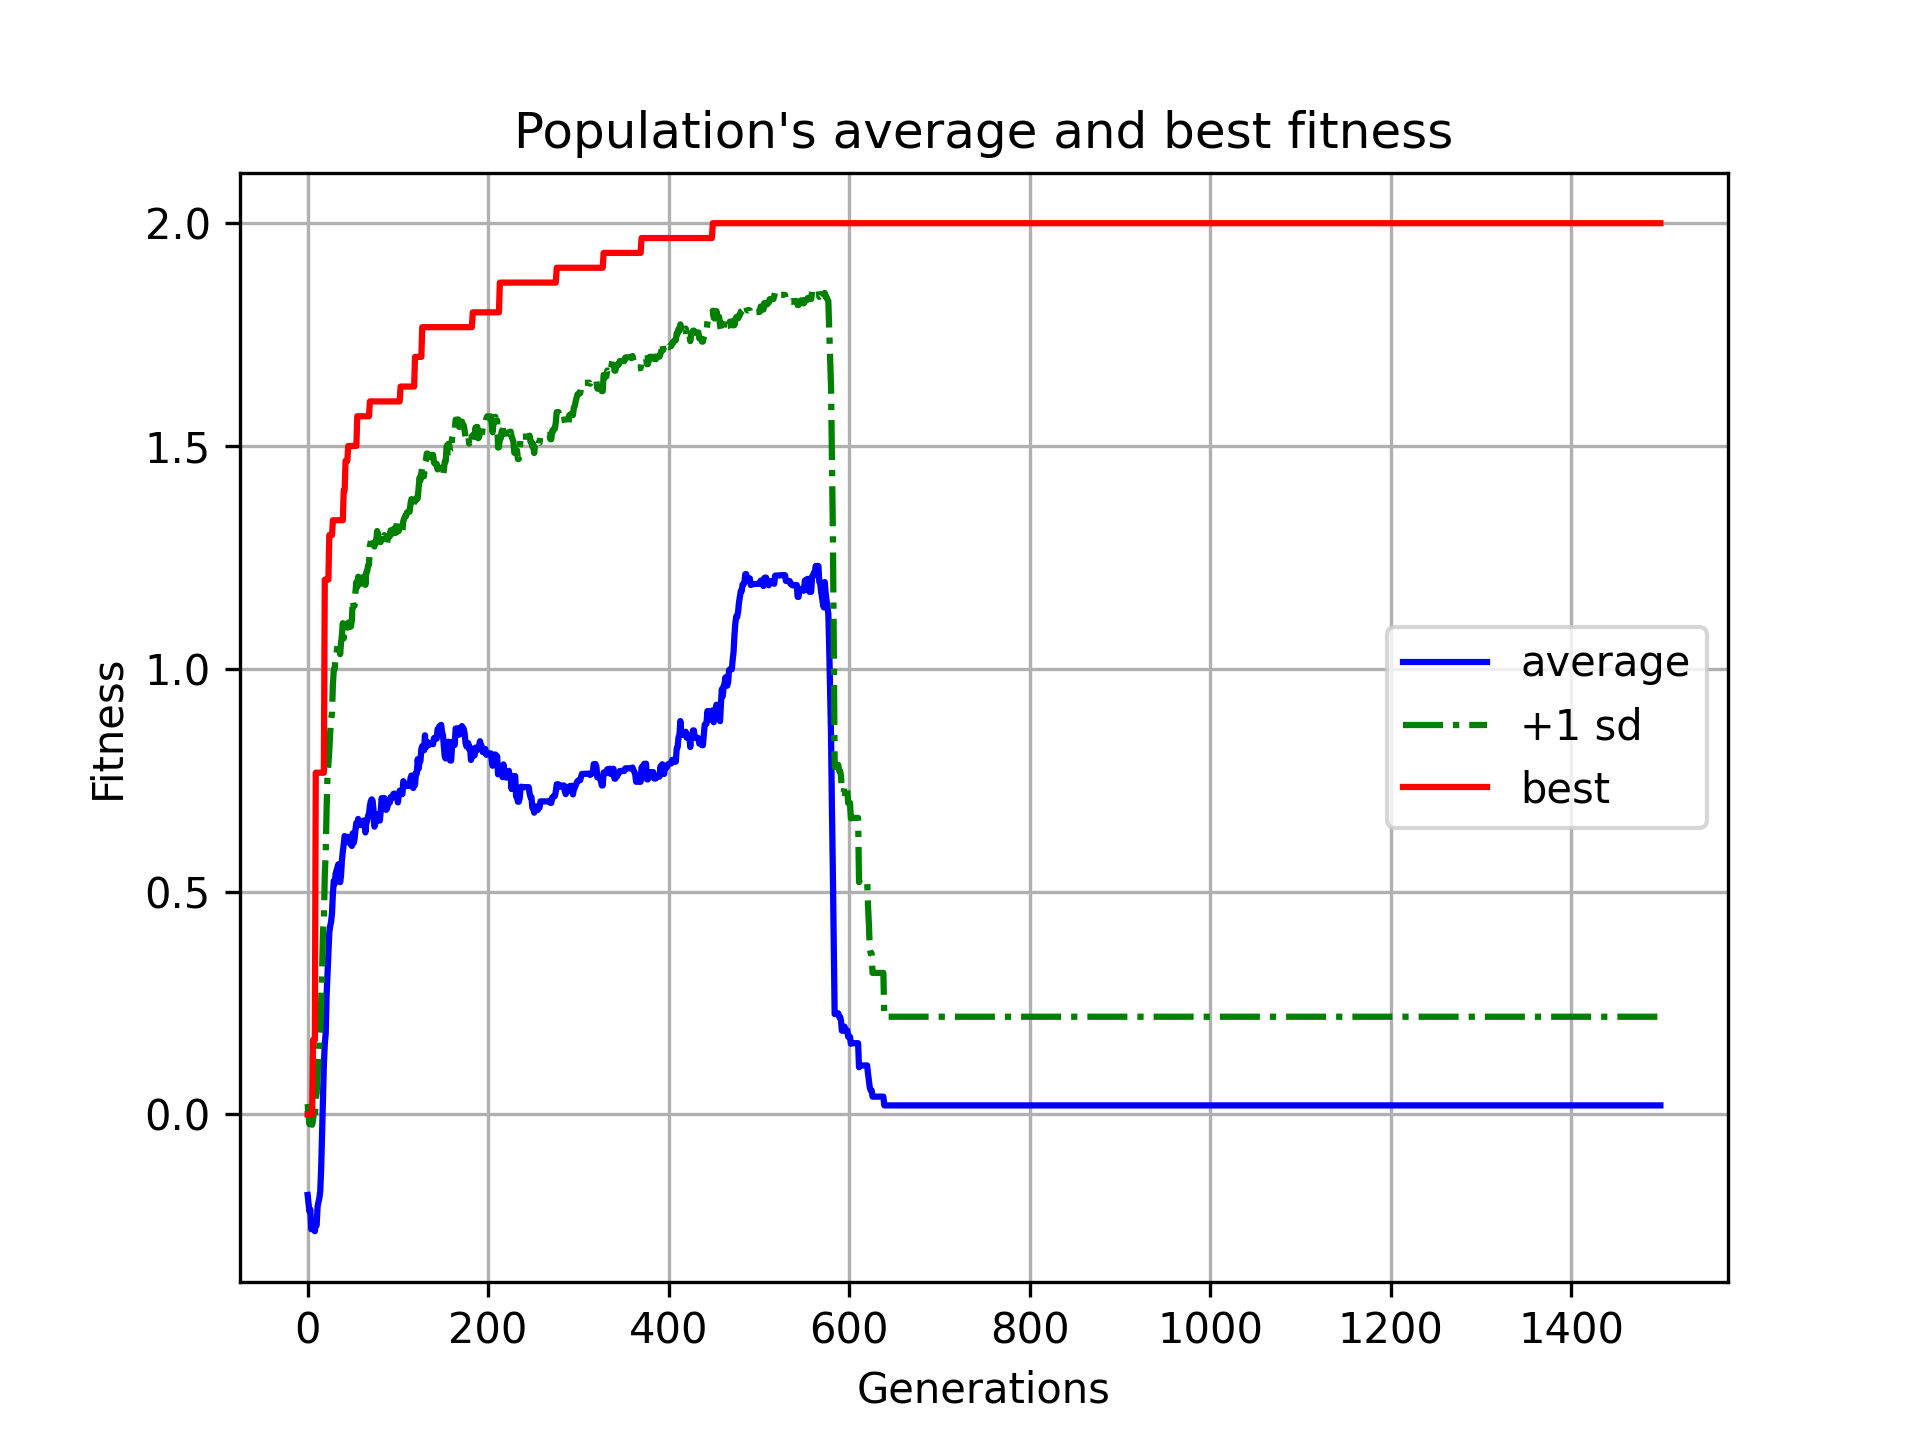 Population's average and best fitness
Fitness
2.0
1.5
1.0
0.5
0.0
average
+1 sd
best
0 200 400 600 800 1000 1200 1400
Generations